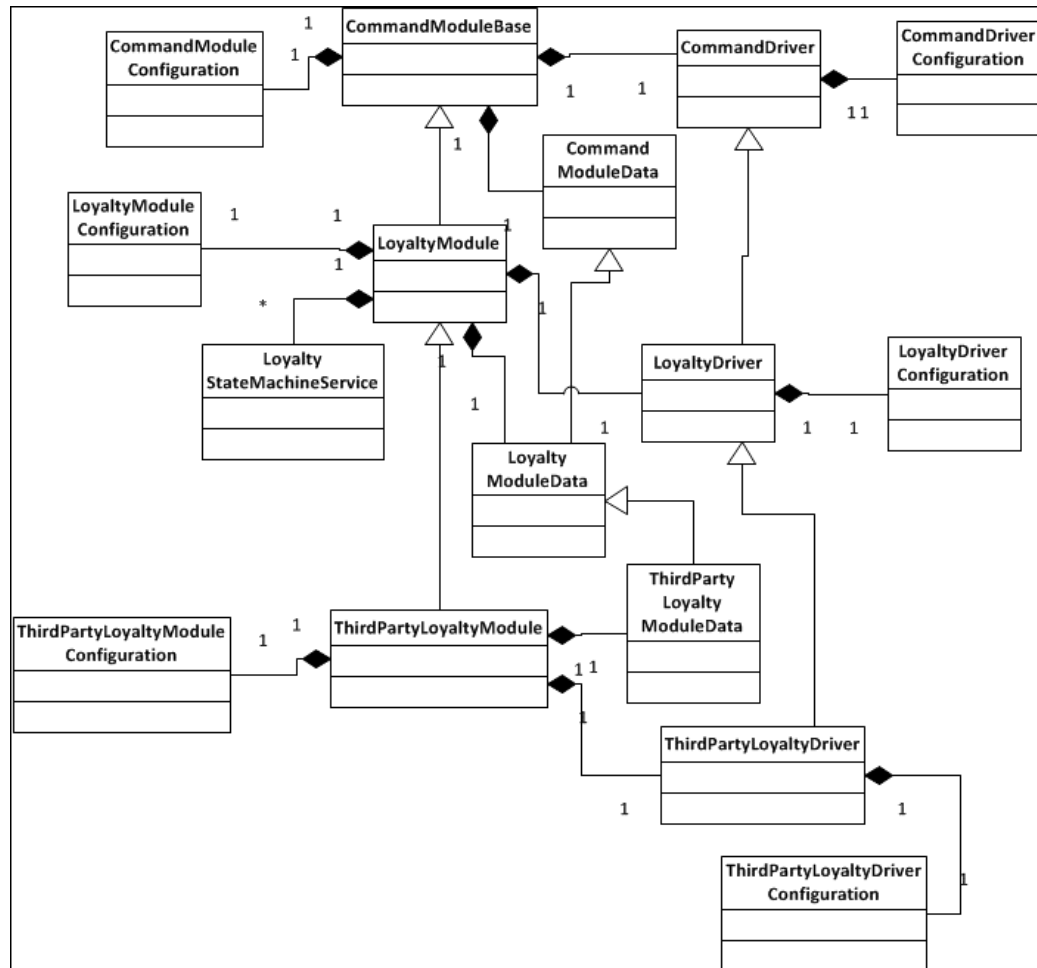 1
CommandModuleBase
CommandModule
Configuration
1
CommandDriver
CommandDriver
Configuration
1
1
1 1
1
Command
ModuleData
LoyaltyModule
Configuration
1
1
1
LoyaltyModule
1
*
1
Loyalty
StateMachineService
1
LoyaltyDriver
LoyaltyDriver
Configuration
1
1
1
1
Loyalty
ModuleData
ThirdParty
Loyalty
ModuleData
ThirdPartyLoyaltyModule
Configuration
1
1
ThirdPartyLoyaltyModule
1
1
1
ThirdPartyLoyaltyDriver
1
1
ThirdPartyLoyaltyDriver
Configuration
1